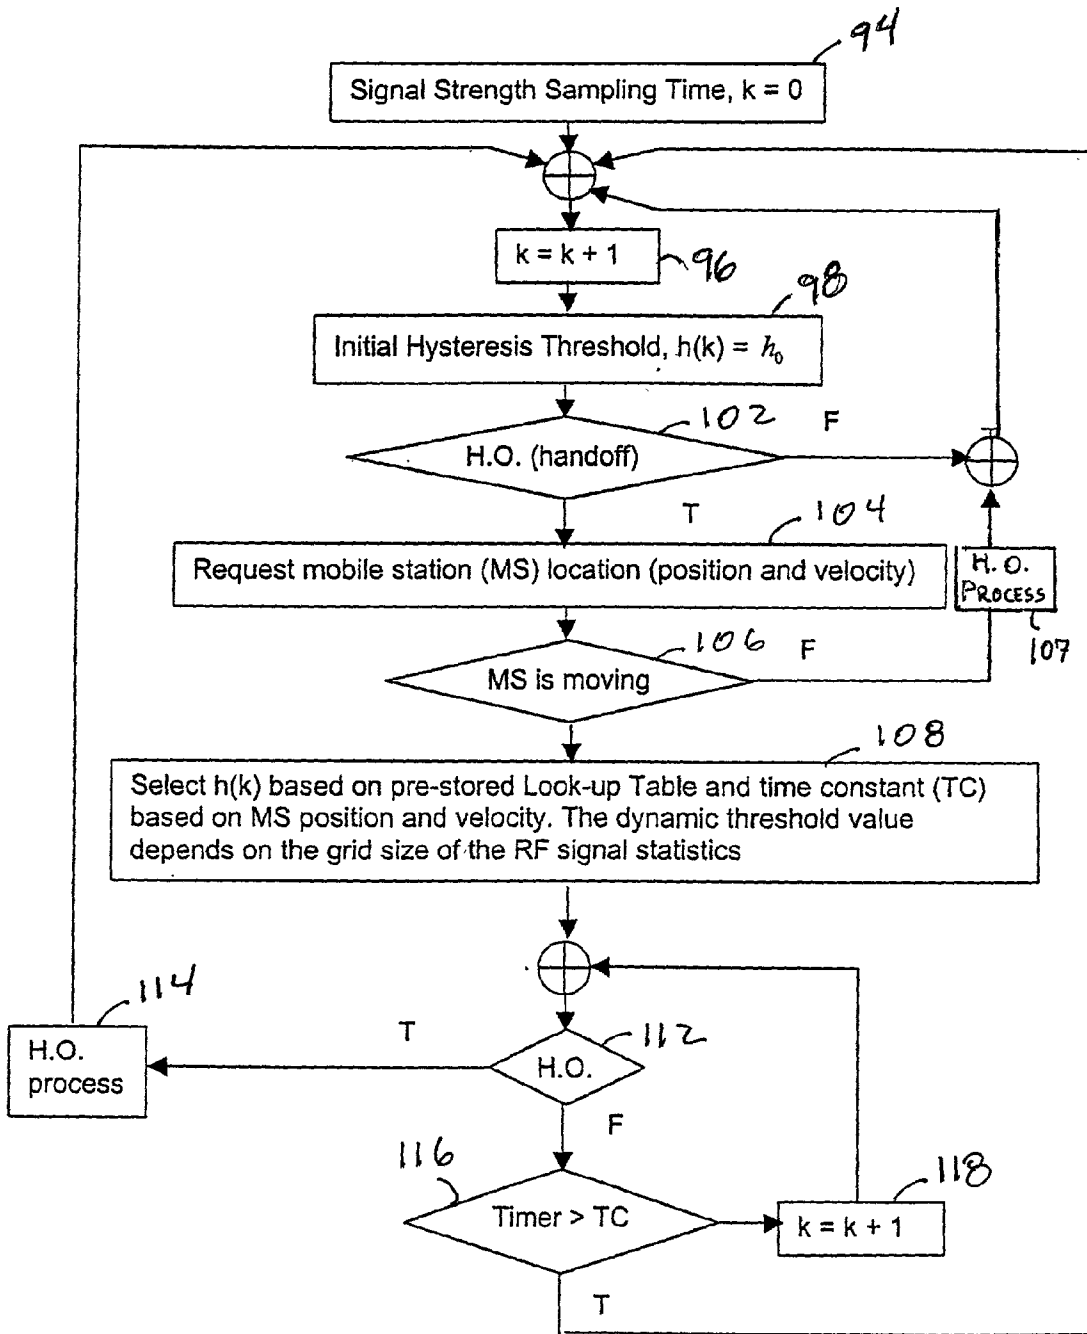 94
Signal Strength Sampling Time, k = 0
k = k + 1
96
98
Initial Hysteresis Threshold, h(k) = h₀
102
F
H.O. (handoff)
T
104
Request mobile station (MS) location (position and velocity)
H.O.
PROCESS
107
106
F
MS is moving
108
Select h(k) based on pre-stored Look-up Table and time constant (TC)
based on MS position and velocity. The dynamic threshold value
depends on the grid size of the RF signal statistics
114
H.O.
process
T
112
H.O.
F
116
Timer > TC
118
k = k + 1
T